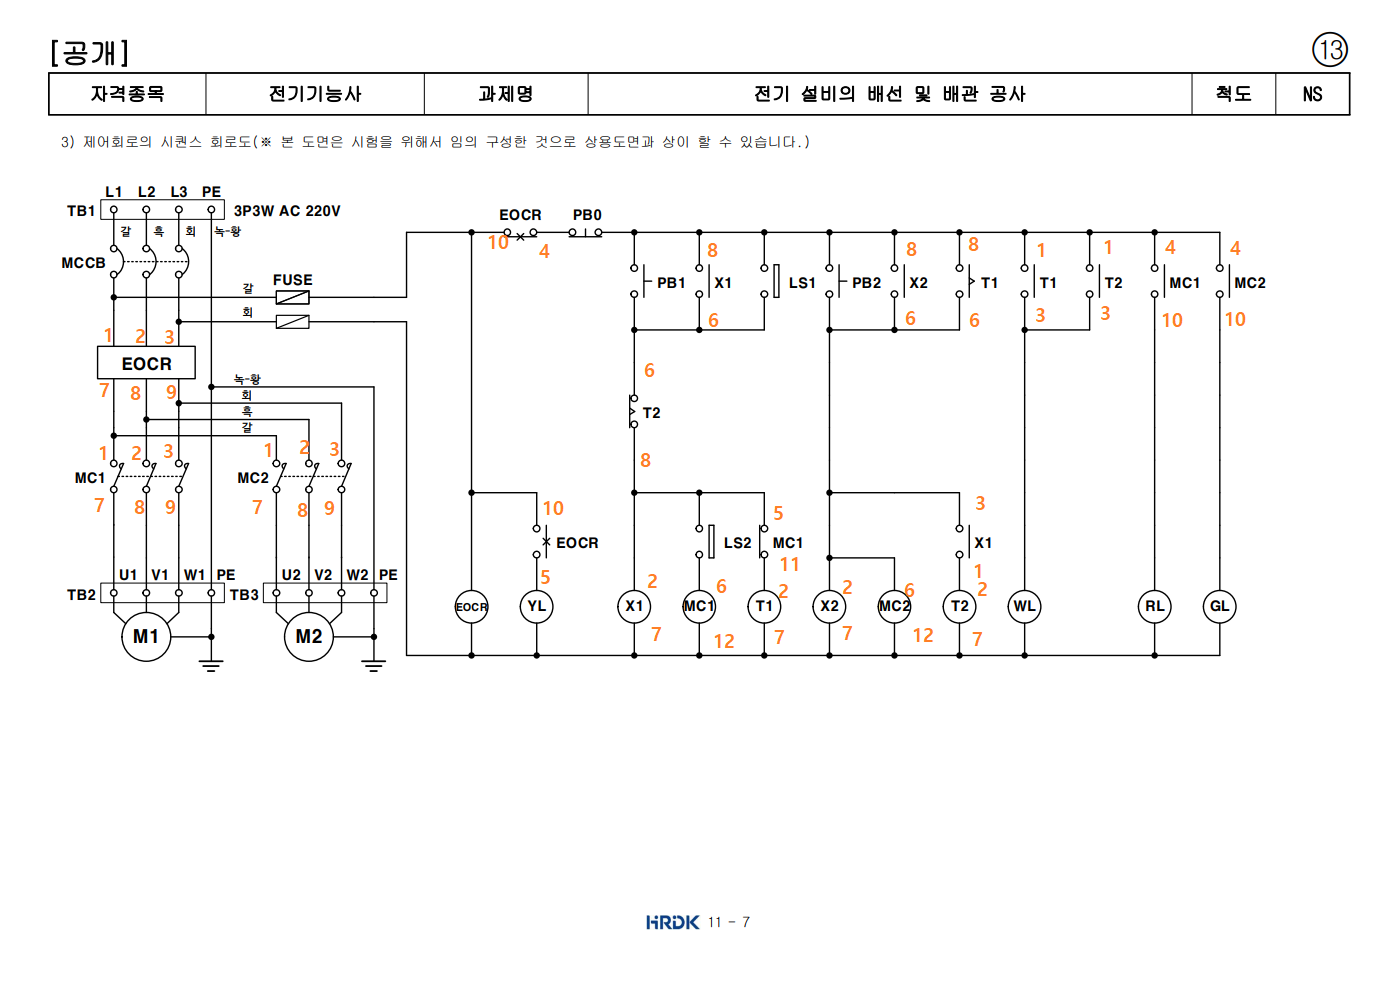 [공개]
⑬
자격종목 전기기능사 과제명 전기 설비의 배선 및 배관 공사 척도 NS
3) 제어회로의 시퀀스 회로도(※ 본 도면은 시험을 위해서 임의 구성한 것으로 상용도면과 상이 할 수 있습니다.)
L1 L2 L3 PE
TB1 3P3W AC 220V
갈 흑 회 녹-황
MCCB
EOCR PB0
10 4
FUSE
갈
회
8 8 8 1 1 4 4
PB1 X1 LS1 PB2 X2 T1 T1 T2 MC1 MC2
6 6 6 3 3 10 10
1 2 3
EOCR
7 8 9
녹-황
회
흑
갈
6
T2
8
1 2 3 1 2 3
MC1 MC2
7 8 9 7 8 9
10 5 3
EOCR LS2 MC1 X1
5 11 1
U1 V1 W1 PE U2 V2 W2 PE
2 6 2 2 6 2
TB2 TB3
EOCR YL X1 MC1 T1 X2 MC2 T2 WL RL GL
7 12 7 7 12 7
M1 M2
HRDK 11 - 7